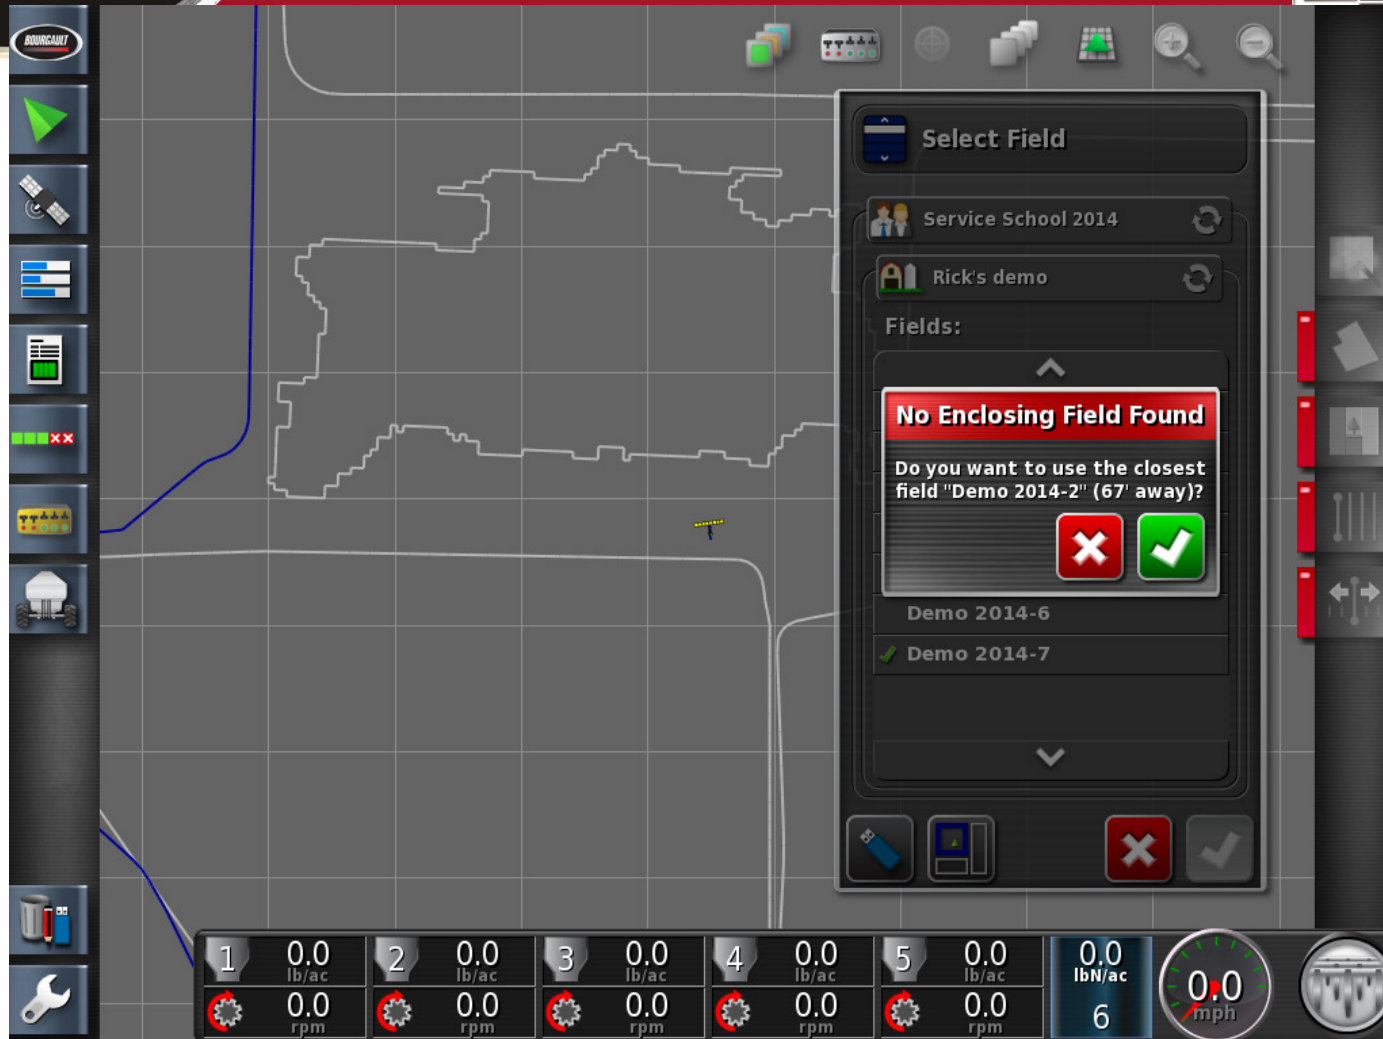 BOURGAULT
Select Field
Service School 2014
Rick's demo
Fields:
No Enclosing Field Found
Do you want to use the closest
field "Demo 2014-2" (67' away)?
Demo 2014-6
Demo 2014-7
1 0.0 lb/ac
0.0 rpm
2 0.0 lb/ac
0.0 rpm
3 0.0 lb/ac
0.0 rpm
4 0.0 lb/ac
0.0 rpm
5 0.0 lb/ac
0.0 rpm
0.0
lbN/ac
6
0.0
mph